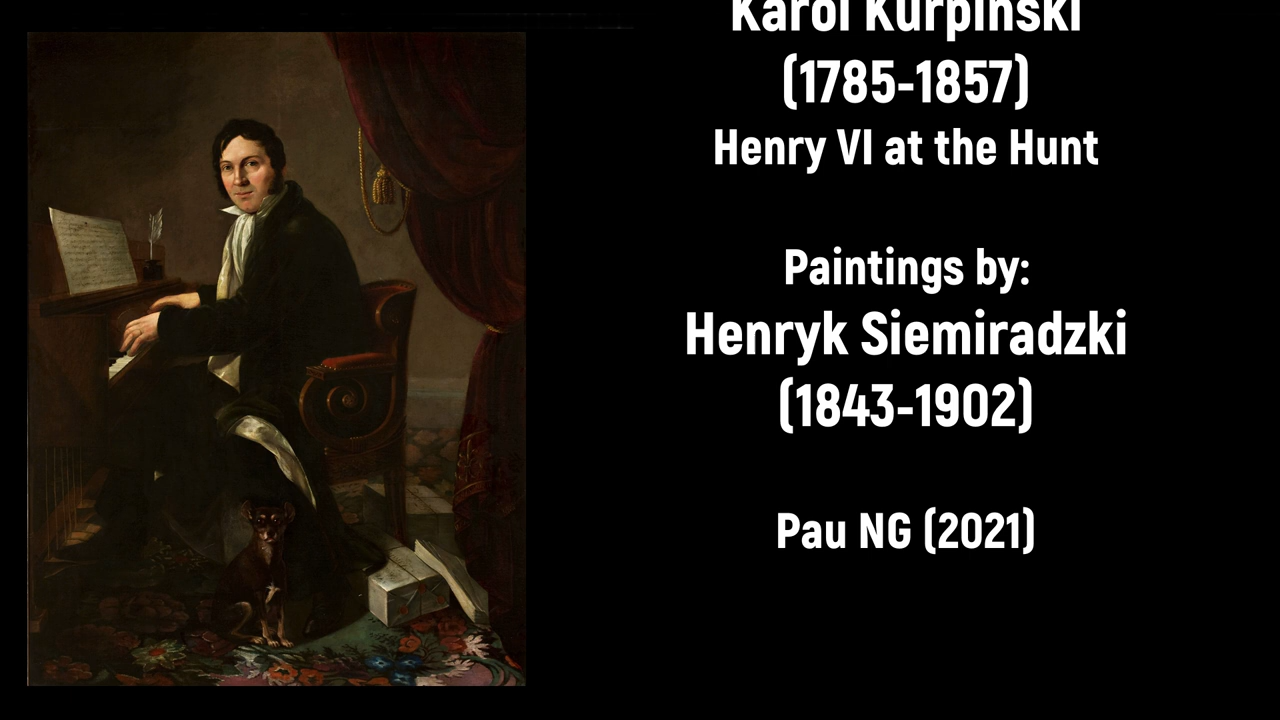 Karol Kurpinski
(1785-1857)
Henry VI at the Hunt
Paintings by:
Henryk Siemiradzki
(1843-1902)
Pau NG (2021)